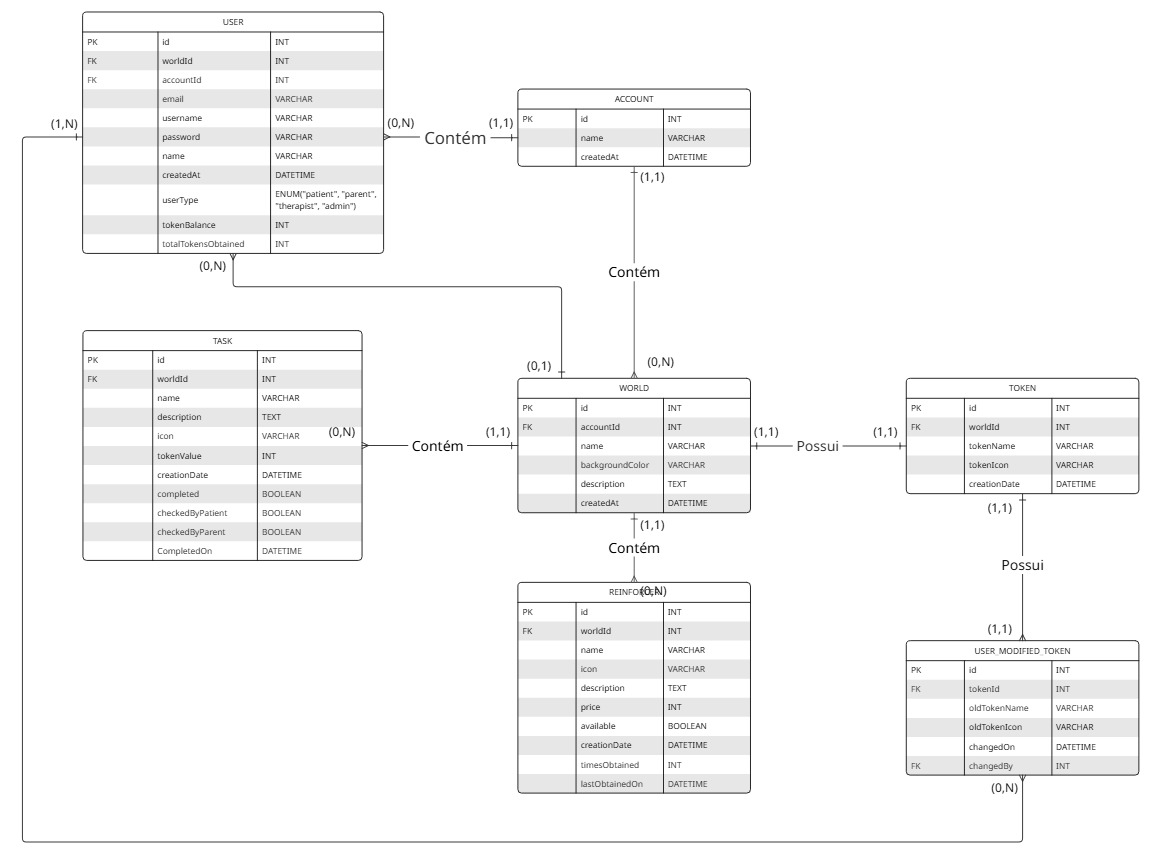 USER
PK id INT
FK worldId INT
FK accountId INT
email VARCHAR
username VARCHAR
password VARCHAR
name VARCHAR
createdAt DATETIME
userType ENUM("patient", "parent",
"therapist", "admin")
tokenBalance INT
totalTokensObtained INT
(1,N)
(0,N)
Contém
(1,1)
ACCOUNT
PK id INT
name VARCHAR
createdAt DATETIME
(1,1)
(0,N)
Contém
(0,1)
(0,N)
TASK
PK id INT
FK worldId INT
name VARCHAR
description TEXT
icon VARCHAR
tokenValue INT
creationDate DATETIME
completed BOOLEAN
checkedByPatient BOOLEAN
checkedByParent BOOLEAN
CompletedOn DATETIME
(0,N)
Contém
(1,1)
WORLD
PK id INT
FK accountId INT
name VARCHAR
backgroundColor VARCHAR
description TEXT
createdAt DATETIME
(1,1)
Possui
(1,1)
TOKEN
PK id INT
FK worldId INT
tokenName VARCHAR
tokenIcon VARCHAR
creationDate DATETIME
(1,1)
Contém
(0,N)
PK id INT
FK worldId INT
name VARCHAR
icon VARCHAR
description TEXT
price INT
available BOOLEAN
creationDate DATETIME
timesObtained INT
lastObtainedOn DATETIME
(1,1)
Possui
(1,1)
USER_MODIFIED_TOKEN
PK id INT
FK tokenId INT
oldTokenName VARCHAR
oldTokenIcon VARCHAR
changedOn DATETIME
FK changedBy INT
(0,N)